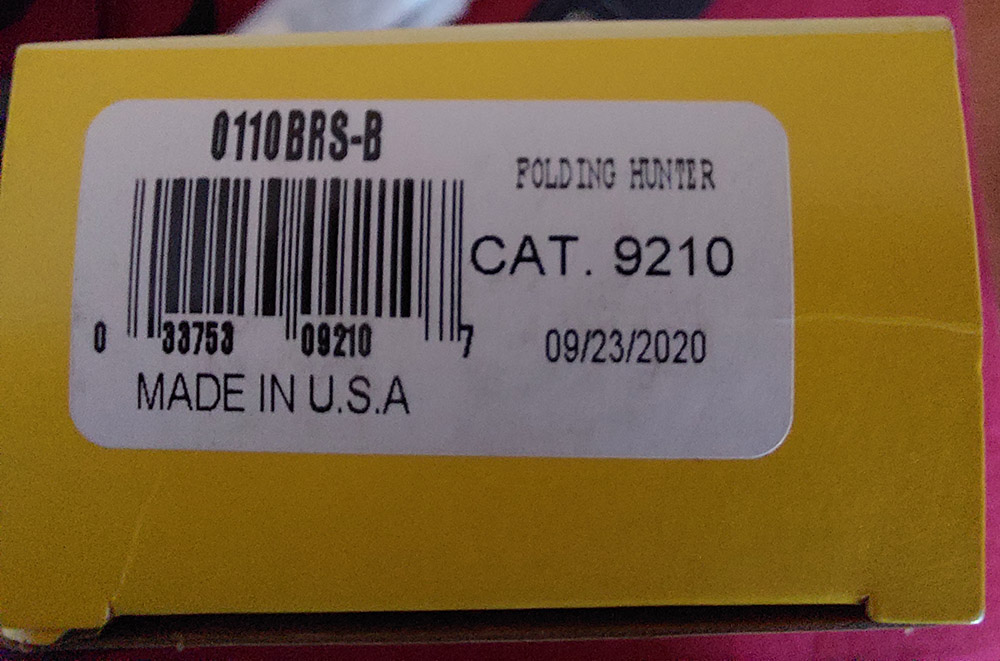 0110BRS-B
FOLDING HUNTER
CAT. 9210
0 33753 09210 7
09/23/2020
MADE IN U.S.A